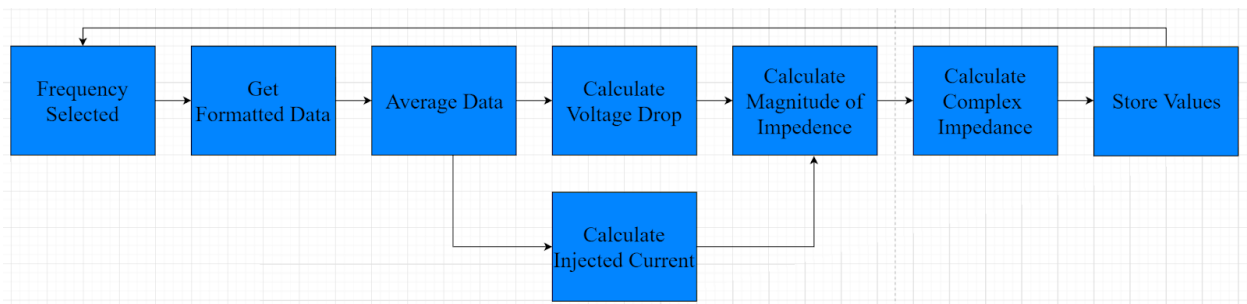 Frequency
Selected
Get
Formatted Data
Average Data
Calculate
Voltage Drop
Calculate
Magnitude of
Impedence
Calculate
Complex
Impedance
Store Values
Calculate
Injected Current